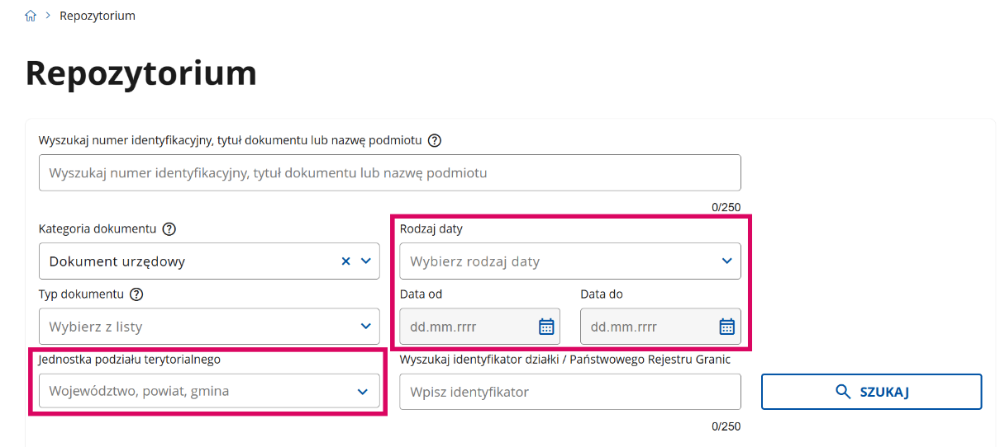 Repozytorium
Repozytorium
Wyszukaj numer identyfikacyjny, tytuł dokumentu lub nazwę podmiotu ?
Wyszukaj numer identyfikacyjny, tytuł dokumentu lub nazwę podmiotu
0/250
Kategoria dokumentu ?
Dokument urzędowy
Rodzaj daty
Wybierz rodzaj daty
Typ dokumentu ?
Wybierz z listy
Data od
Data do
dd.mm.rrrr
dd.mm.rrrr
Jednostka podziału terytorialnego
Województwo, powiat, gmina
Wyszukaj identyfikator działki / Państwowego Rejestru Granic
Wpisz identyfikator
SZUKAJ
0/250